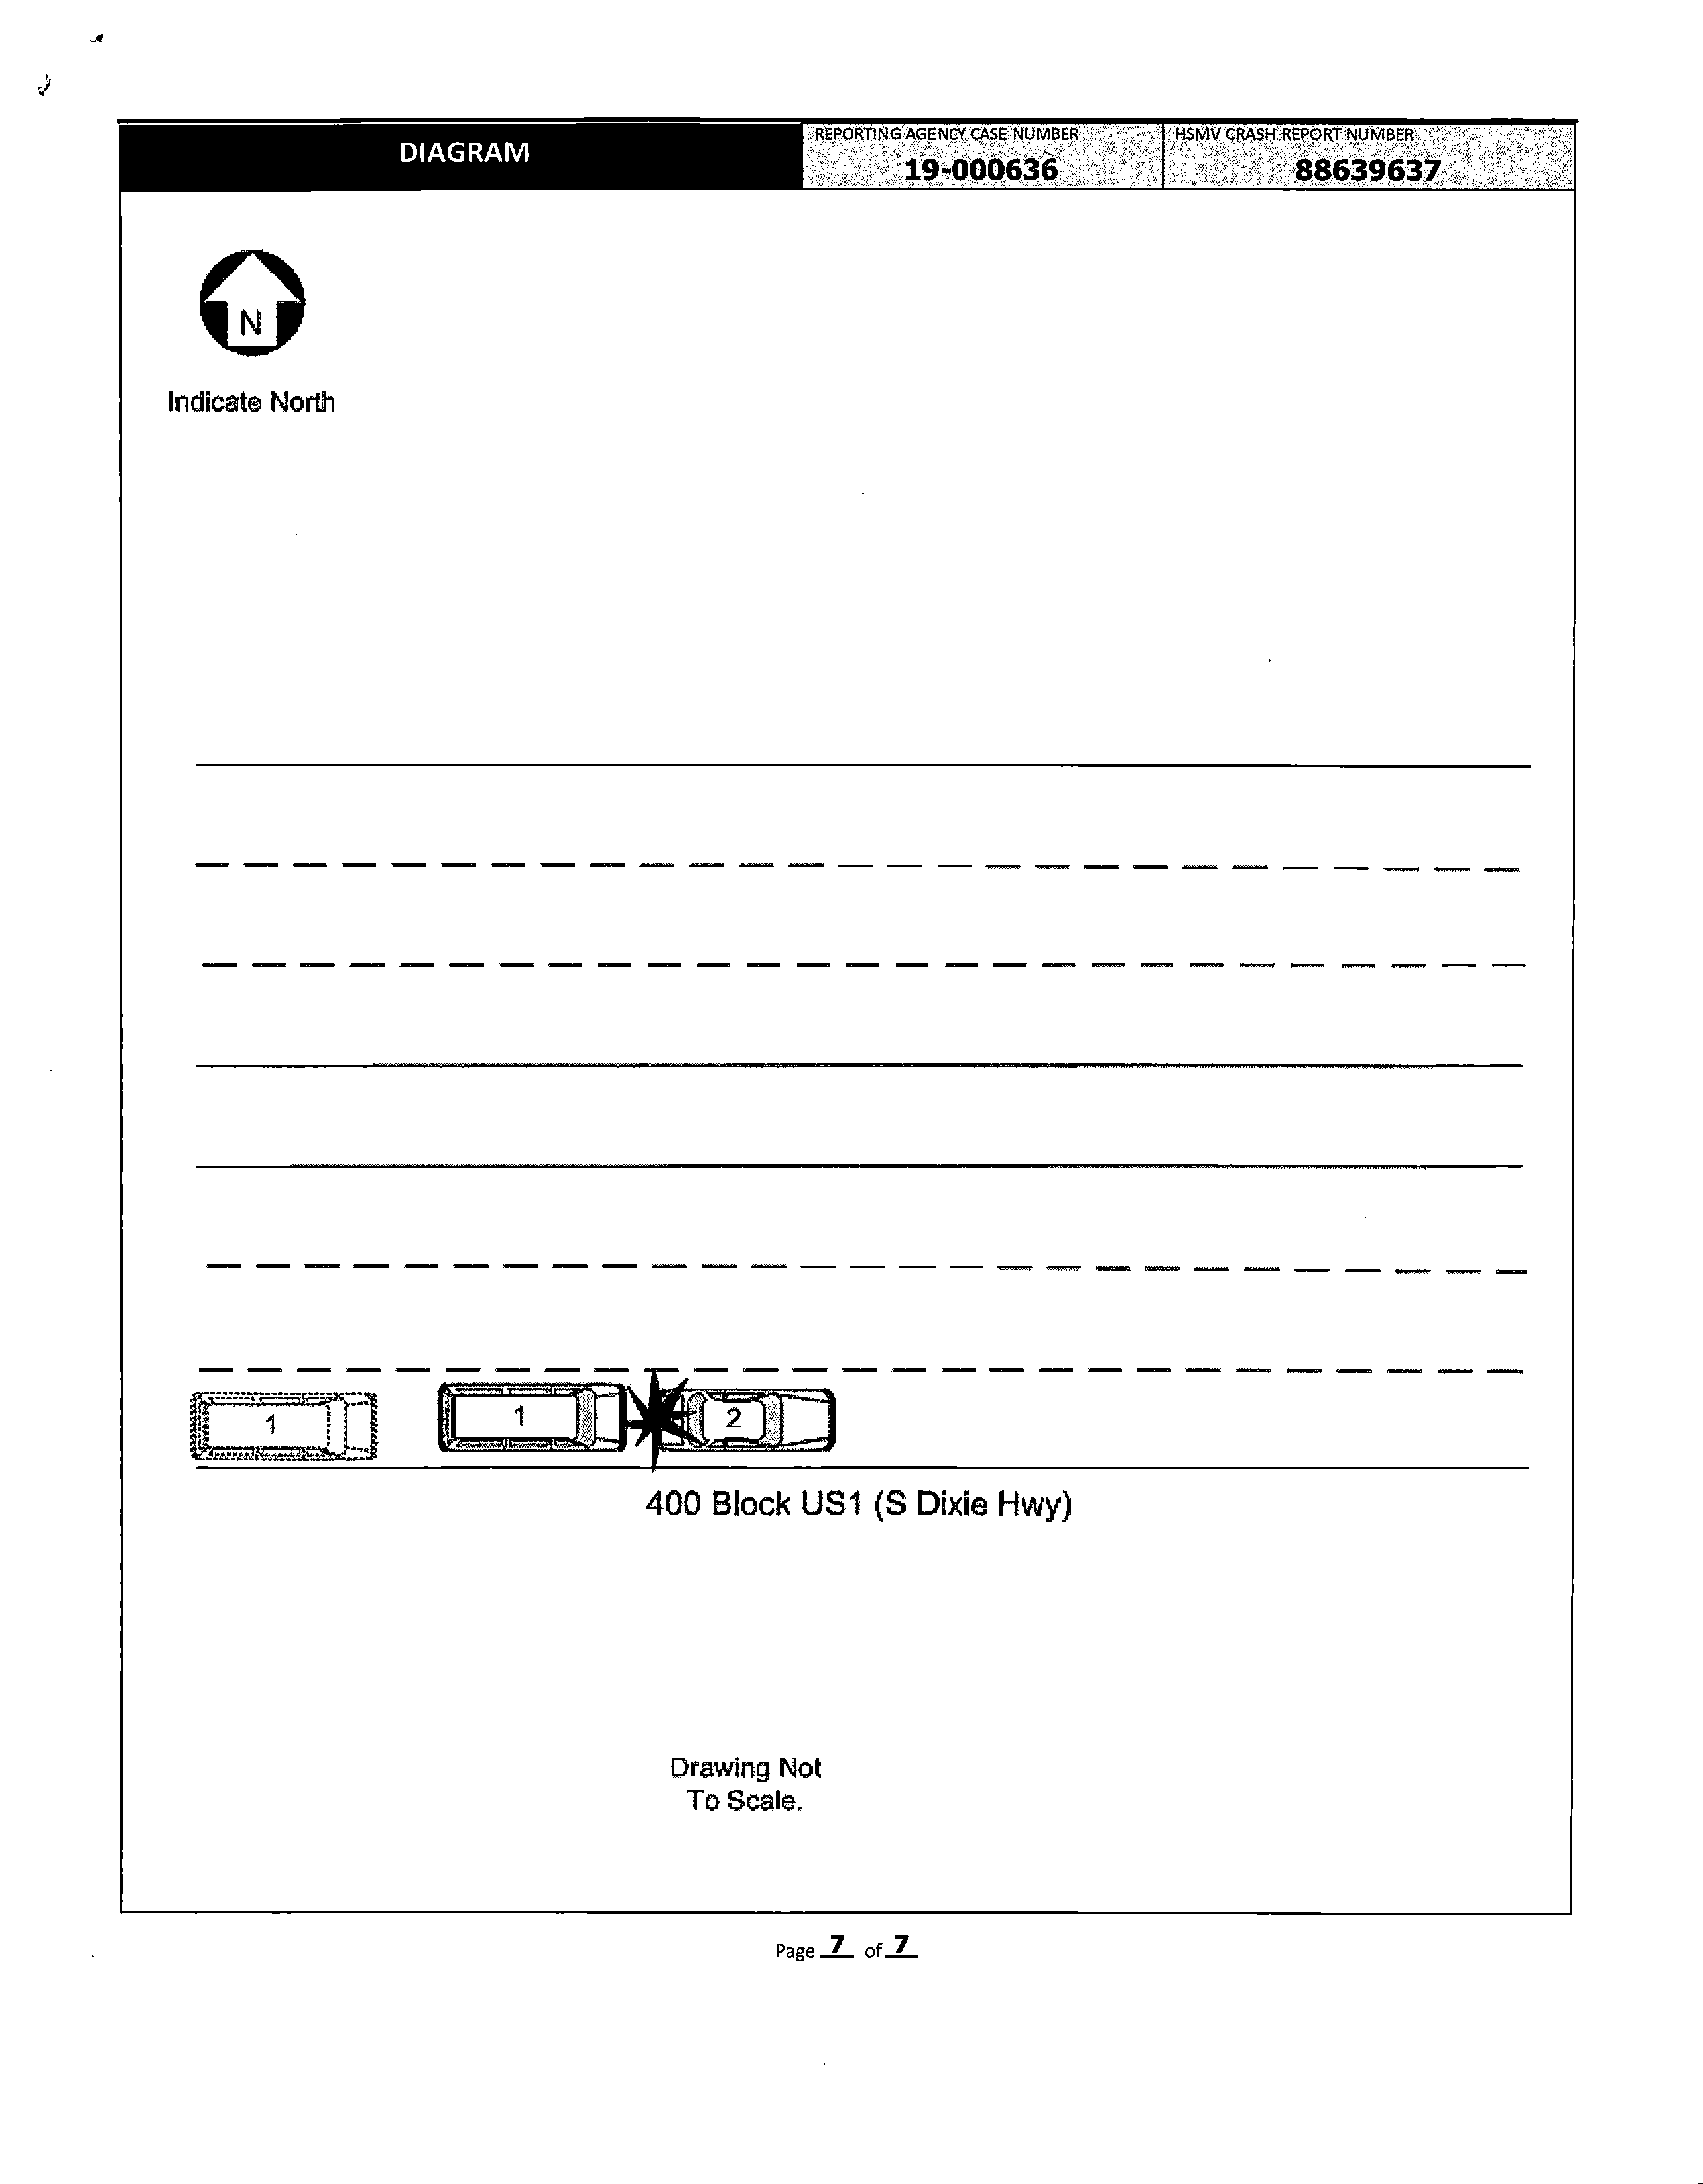 DIAGRAM
REPORTING AGENCY CASE NUMBER
19-000636
HSMV CRASH REPORT NUMBER
88639637
N
Indicate North
1
1
2
400 Block US1 (S Dixie Hwy)
Drawing Not
To Scale.
Page 7 of 7